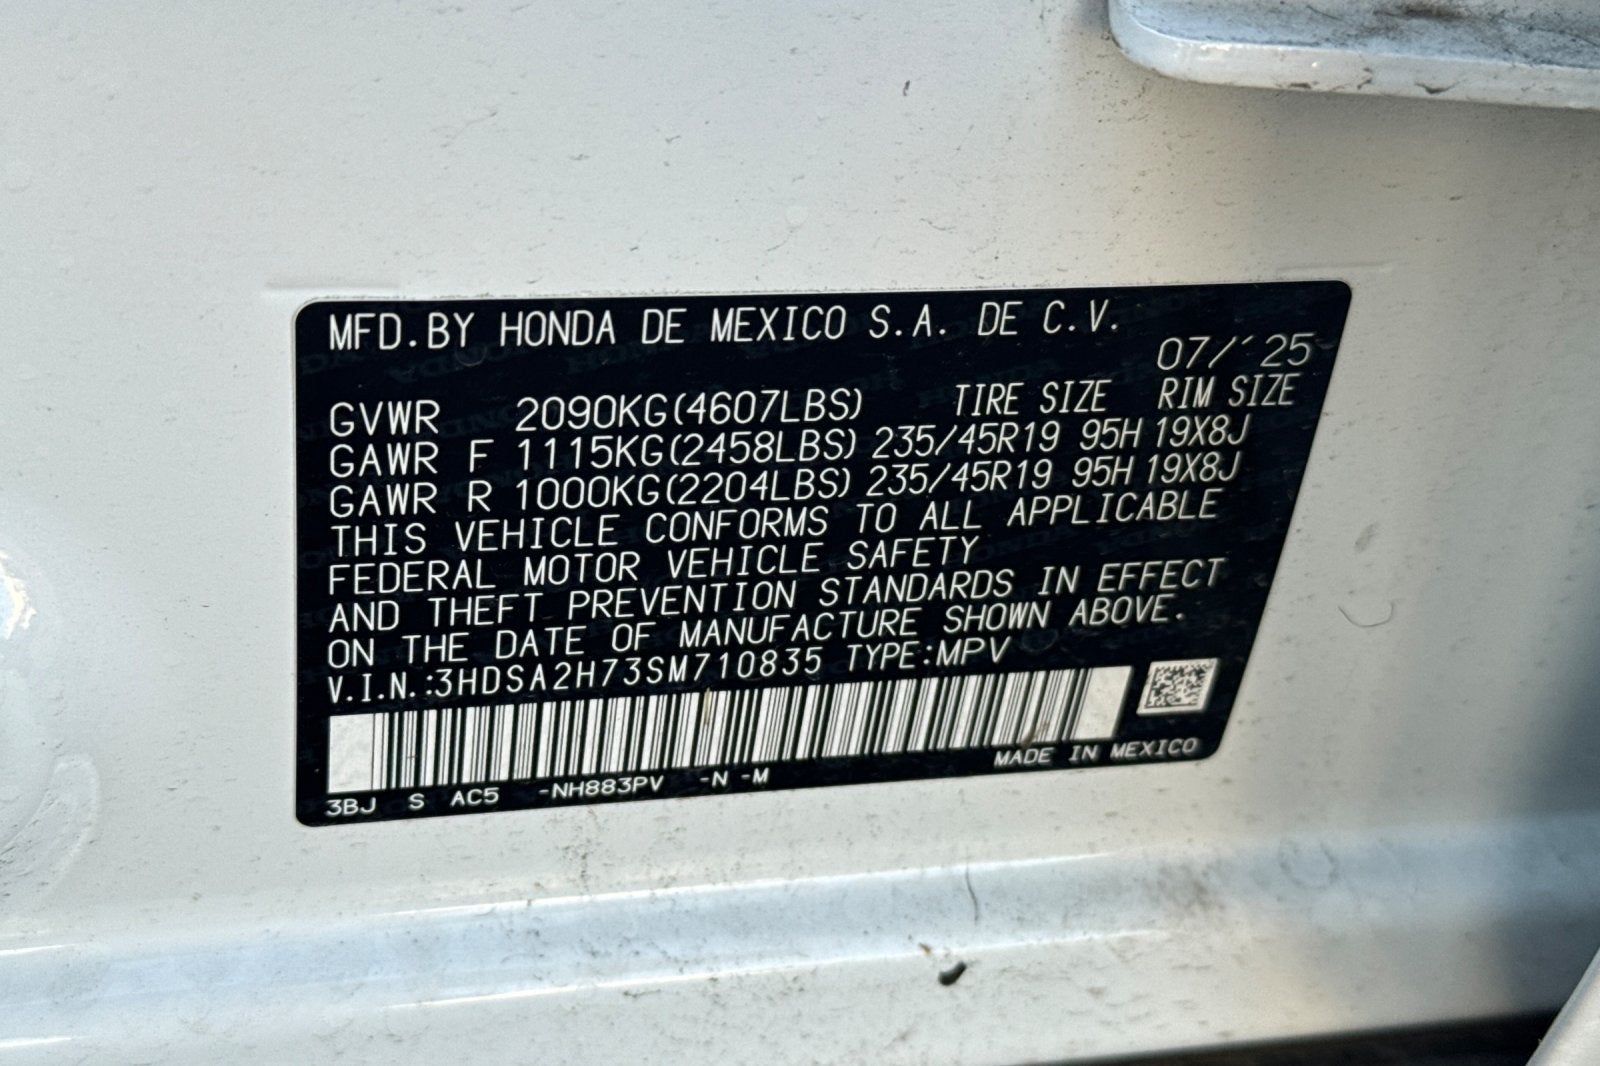 MFD.BY HONDA DE MEXICO S.A. DE C.V.
07/´25
GVWR 2090KG(4607LBS) TIRE SIZE RIM SIZE
GAWR F 1115KG(2458LBS) 235/45R19 95H 19X8J
GAWR R 1000KG(2204LBS) 235/45R19 95H 19X8J
THIS VEHICLE CONFORMS TO ALL APPLICABLE
FEDERAL MOTOR VEHICLE SAFETY
AND THEFT PREVENTION STANDARDS IN EFFECT
ON THE DATE OF MANUFACTURE SHOWN ABOVE.
V.I.N.:3HDSA2H73SM710835 TYPE:MPV
MADE IN MEXICO
3BJ S AC5 -NH883PV -N -M